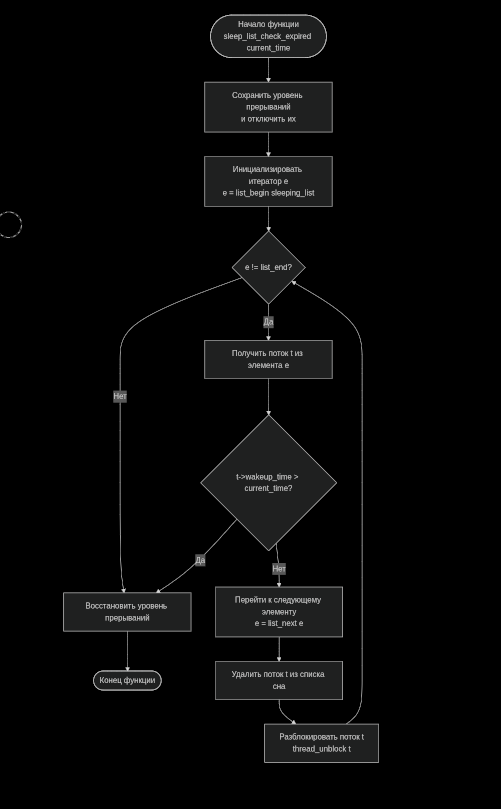 Начало функции
sleep_list_check_expired
current_time
Сохранить уровень
прерываний
и отключить их
Инициализировать
итератор e
e = list_begin sleeping_list
e != list_end?
Да
Получить поток t из
элемента e
Нет
t->wakeup_time >
current_time?
Да
Нет
Восстановить уровень
прерываний
Перейти к следующему
элементу
e = list_next e
Конец функции
Удалить поток t из списка
сна
Разблокировать поток t
thread_unblock t